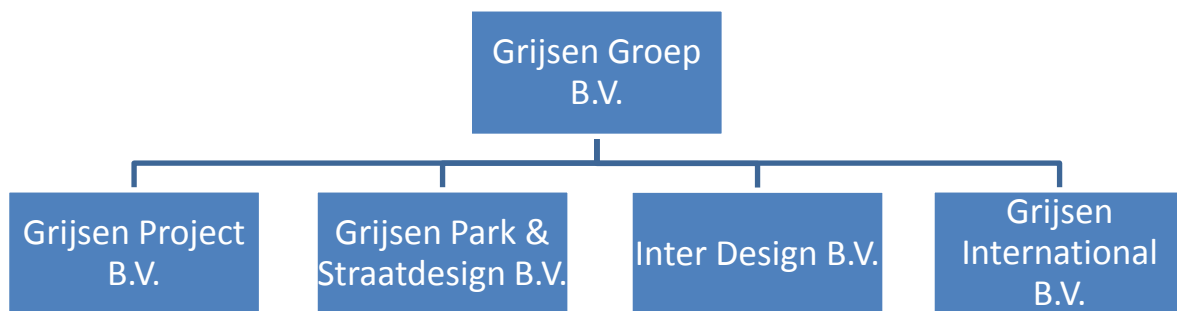 Grijsen Groep
B.V.
Grijsen Project
B.V.
Grijsen Park &
Straatdesign B.V.
Inter Design B.V.
Grijsen
International
B.V.